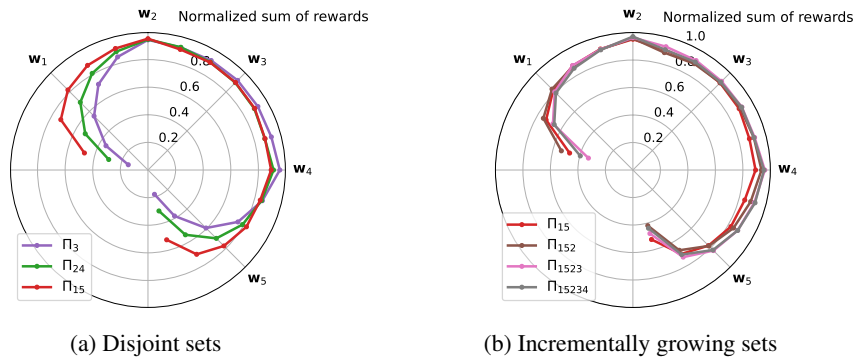 w₂ Normalized sum of rewards
w₁
w₃
0.8
0.6
0.4
0.2
w₄
w₅
Π₃
Π₂₄
Π₁₅
(a) Disjoint sets
w₂ Normalized sum of rewards
1.0
w₁
w₃
0.8
0.6
0.4
0.2
w₄
w₅
Π₁₅
Π₁₅₂
Π₁₅₂₃
Π₁₅₂₃₄
(b) Incrementally growing sets